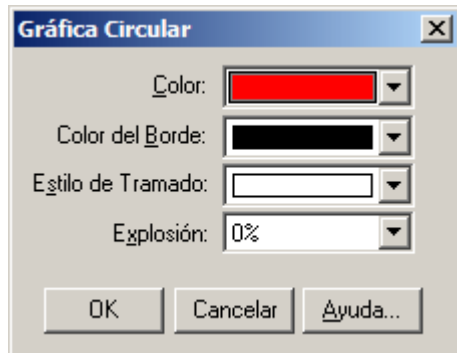 Gráfica Circular
Color:
Color del Borde:
Estilo de Tramado:
Explosión: 0%
OK Cancelar Ayuda...